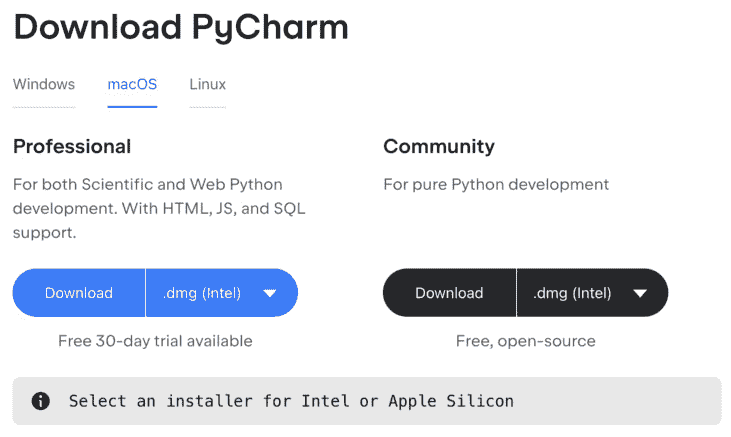 Download PyCharm
Windows macOS Linux
Professional
For both Scientific and Web Python
development. With HTML, JS, and SQL
support.
Download .dmg (Intel)
Free 30-day trial available
Community
For pure Python development
Download .dmg (Intel)
Free, open-source
Select an installer for Intel or Apple Silicon